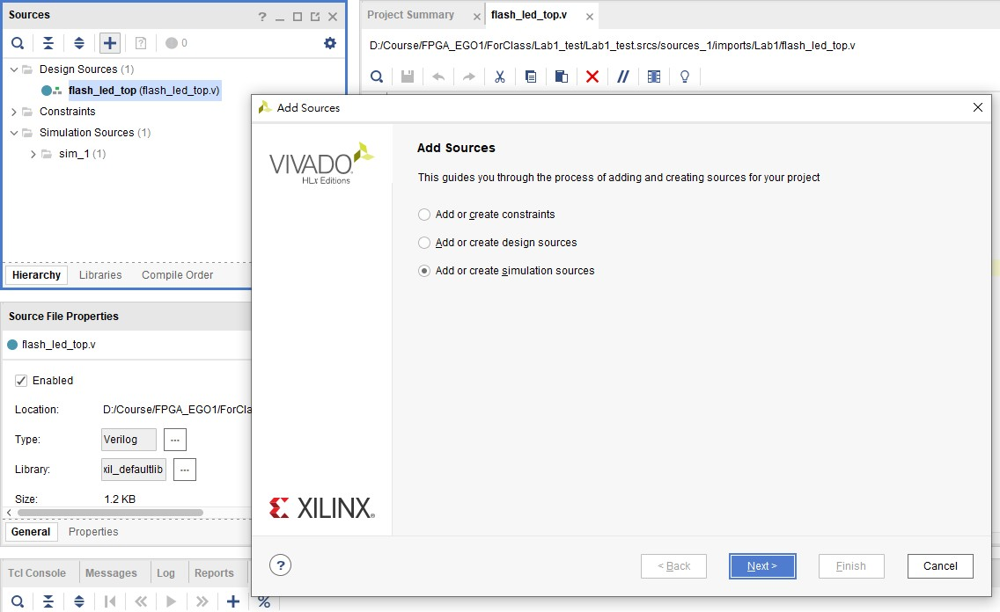 Sources
0
Design Sources (1)
flash_led_top (flash_led_top.v)
Constraints
Simulation Sources (1)
sim_1 (1)
Hierarchy
Libraries
Compile Order
Source File Properties
flash_led_top.v
Enabled
Location: D:/Course/FPGA_EGO1/ForCla
Type: Verilog ...
Library: xil_defaultlib ...
Size: 1.2 KB
General
Properties
Tcl Console
Messages
Log
Reports
Project Summary
flash_led_top.v
D:/Course/FPGA_EGO1/ForClass/Lab1_test/Lab1_test.srcs/sources_1/imports/Lab1/flash_led_top.v
Add Sources
VIVADO
HLx Editions
Add Sources
This guides you through the process of adding and creating sources for your project
Add or create constraints
Add or create design sources
Add or create simulation sources
XILINX
< Back
Next >
Finish
Cancel